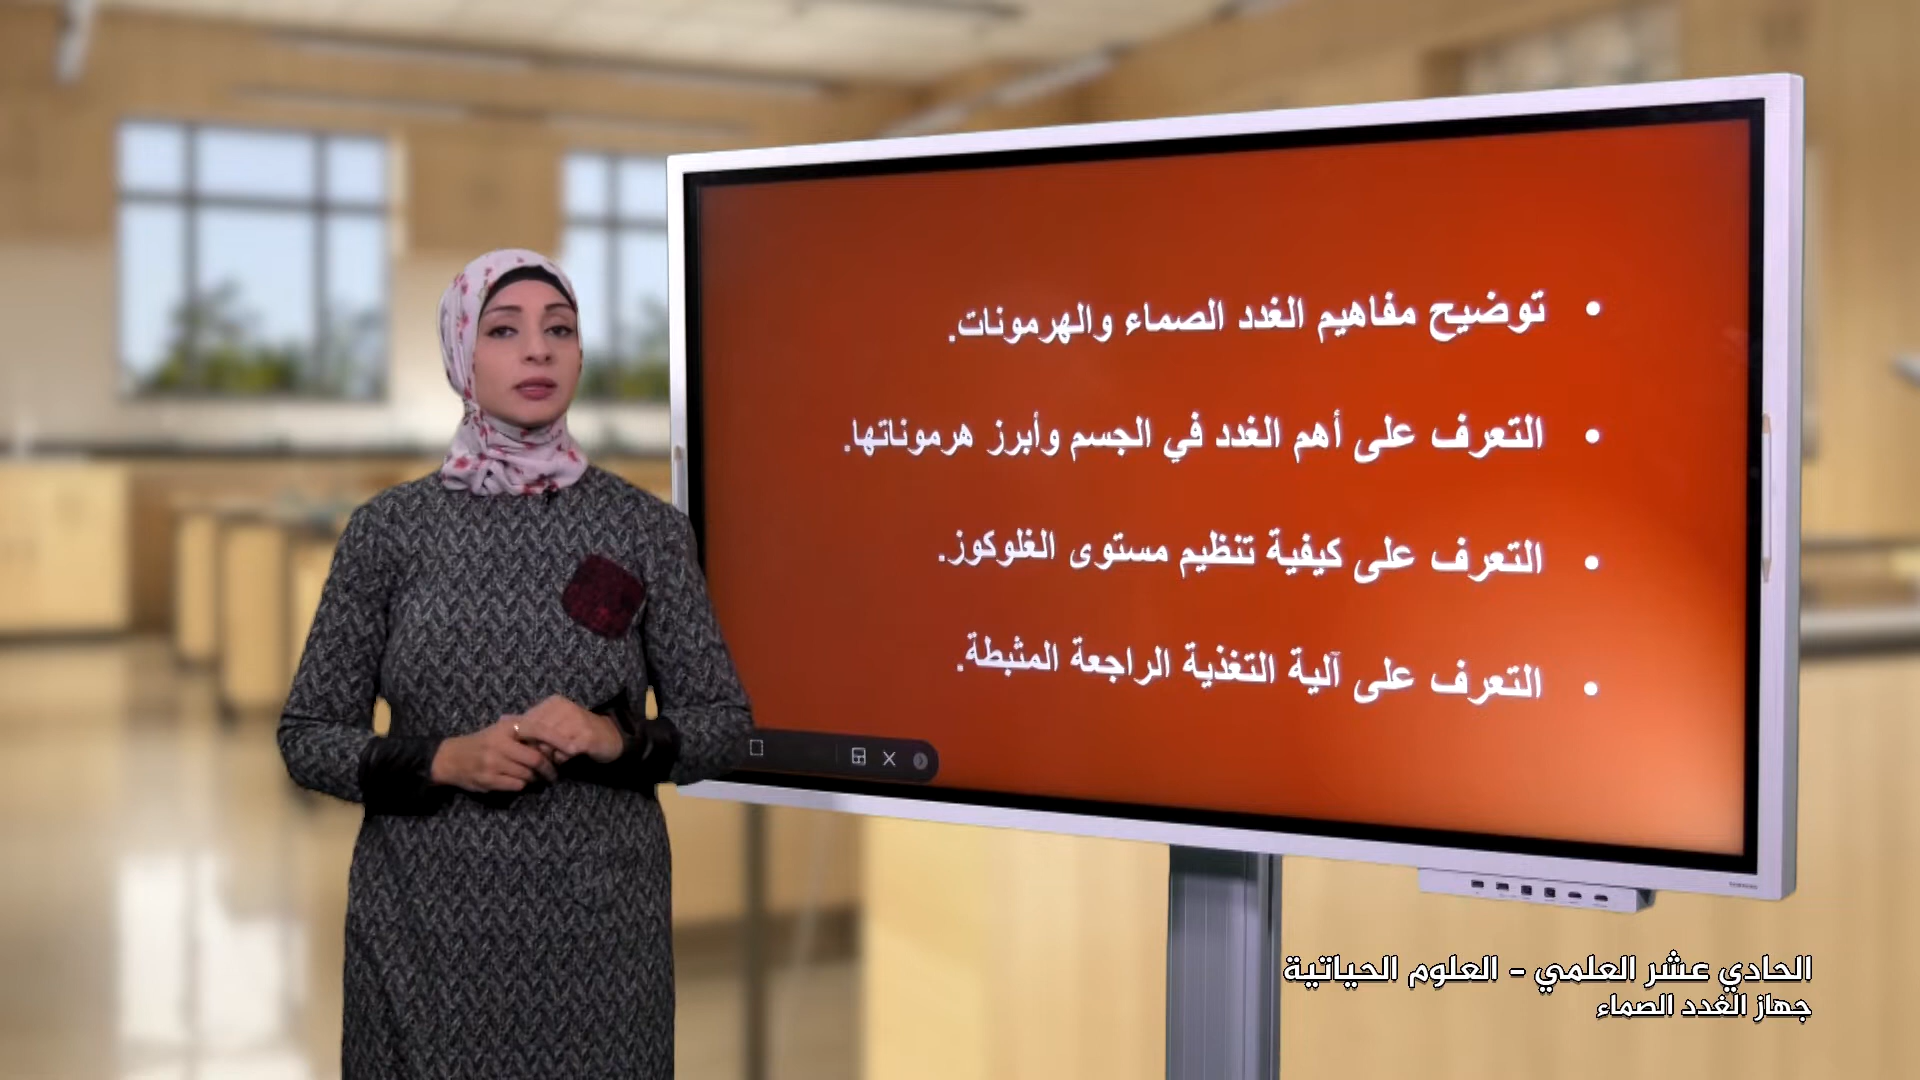 • توضيح مفاهيم الغدد الصماء والهرمونات.
• التعرف على أهم الغدد في الجسم وأبرز هرموناتها.
• التعرف على كيفية تنظيم مستوى الغلوكوز.
• التعرف على آلية التغذية الراجعة المثبطة.
الحادي عشر العلمي - العلوم الحياتية
جهاز الغدد الصماء